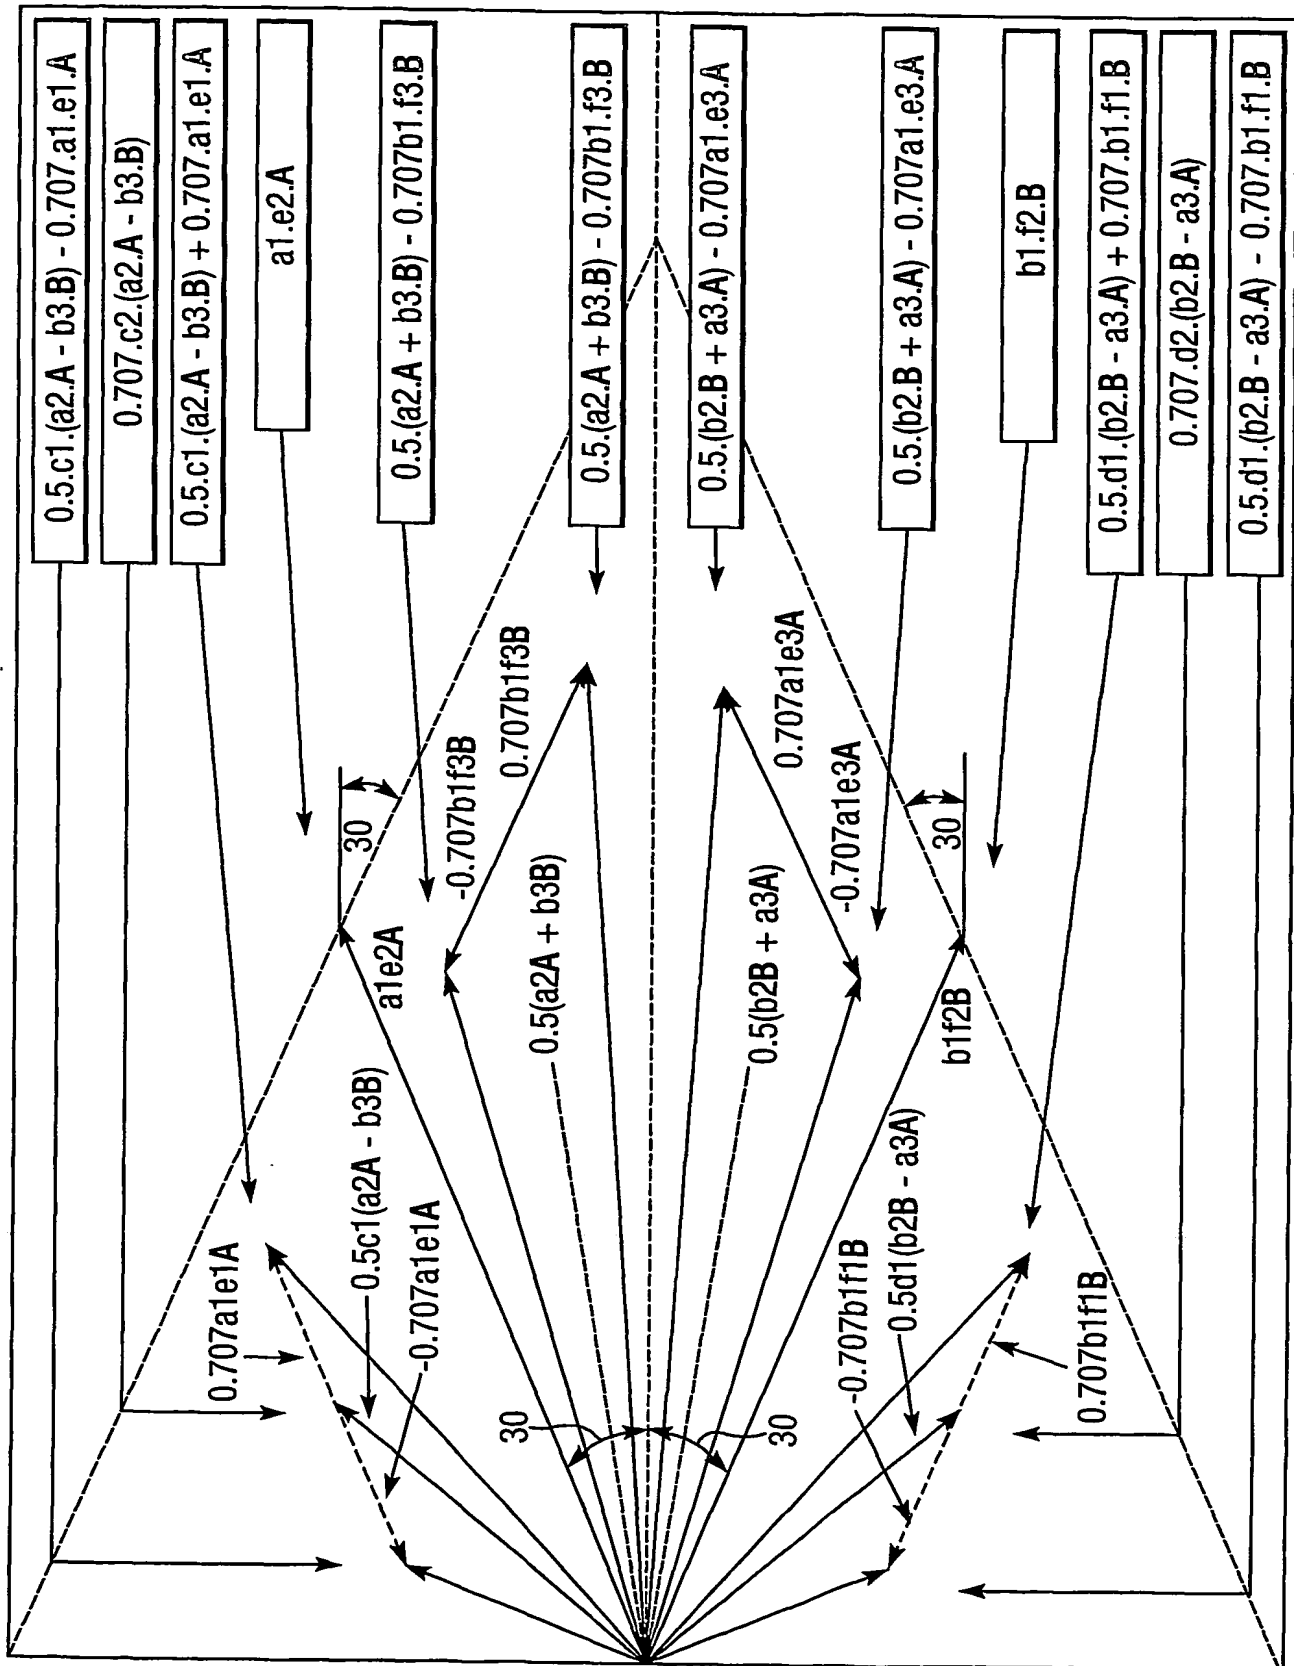 0.5.c1.(a2.A - b3.B) - 0.707.a1.e1.A
0.707.c2.(a2.A - b3.B)
0.5.c1.(a2.A - b3.B) + 0.707.a1.e1.A
a1.e2.A
0.5.(a2.A + b3.B) - 0.707b1.f3.B
0.5.(a2.A + b3.B) - 0.707b1.f3.B
0.5.(b2.B + a3.A) - 0.707a1.e3.A
0.5.(b2.B + a3.A) - 0.707a1.e3.A
b1.f2.B
0.5.d1.(b2.B - a3.A) + 0.707.b1.f1.B
0.707.d2.(b2.B - a3.A)
0.5.d1.(b2.B - a3.A) - 0.707.b1.f1.B
0.707a1e1A
0.5c1(a2A - b3B)
-0.707a1e1A
a1e2A
30
-0.707b1f3B
0.707b1f3B
0.5(a2A + b3B)
30
30
0.5(b2B + a3A)
0.707a1e3A
-0.707a1e3A
30
b1f2B
-0.707b1f1B
0.5d1(b2B - a3A)
0.707b1f1B